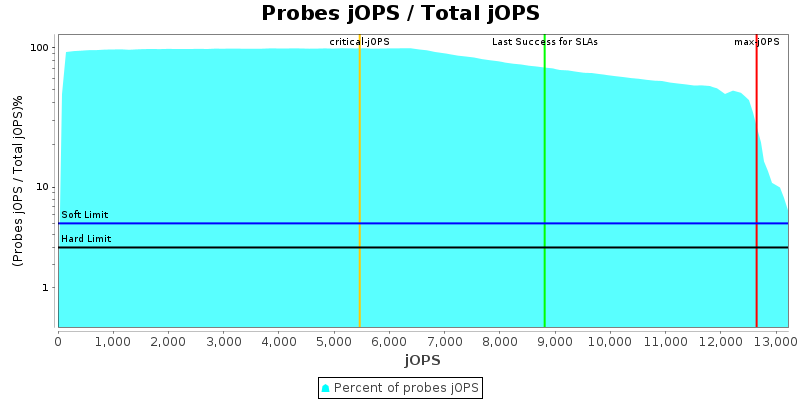 Probes jOPS / Total jOPS
critical-jOPS
Last Success for SLAs
max-jOPS
(Probes jOPS / Total jOPS)%
100
10
1
Soft Limit
Hard Limit
0
1,000
2,000
3,000
4,000
5,000
6,000
7,000
8,000
9,000
10,000
11,000
12,000
13,000
jOPS
Percent of probes jOPS